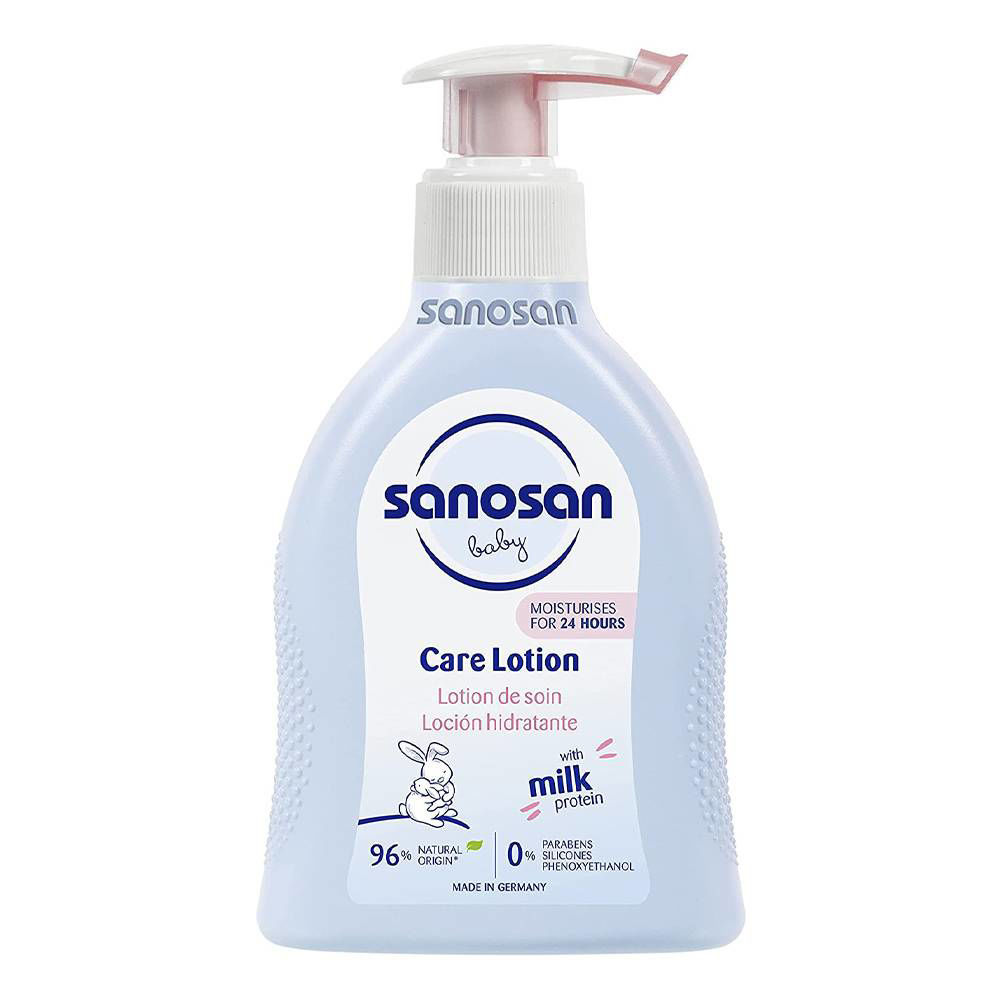 sanosan
sanosan
baby
MOISTURISES
FOR 24 HOURS
Care Lotion
Lotion de soin
Loción hidratante
with
milk
protein
96% NATURAL
ORIGIN*
0% PARABENS
SILICONES
PHENOXYETHANOL
MADE IN GERMANY